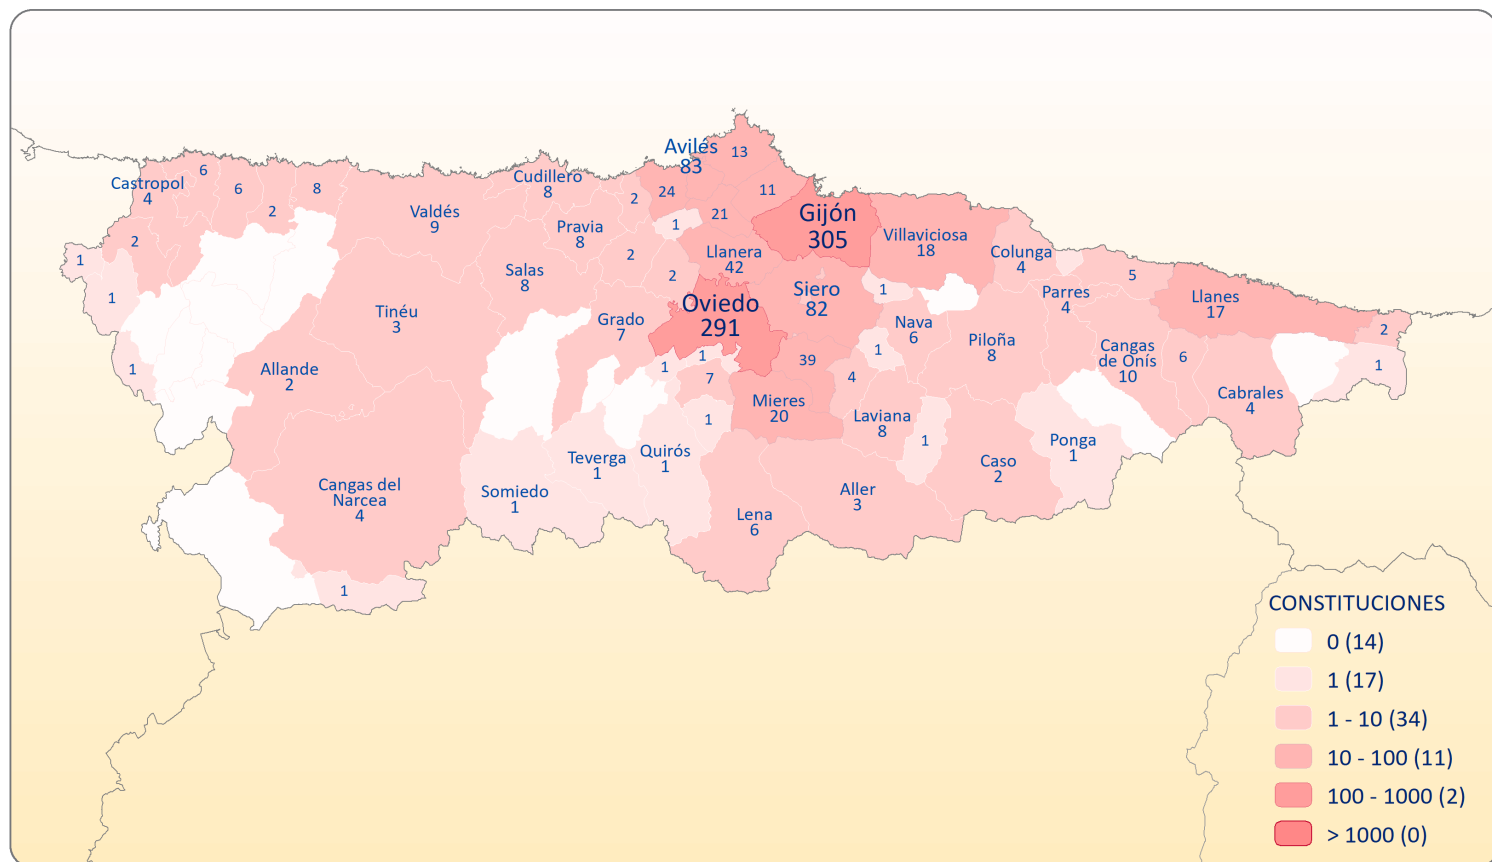 Avilés
83
13
6
Castropol
4
6
2
8
Cudillero
8
2
24
11
Valdés
9
Pravia
8
1
21
Gijón
305
Villaviciosa
18
2
1
1
Salas
8
2
2
Llanera
42
Colunga
4
5
Siero
82
1
Parres
4
Llanes
17
2
Tinéu
3
Grado
7
Oviedo
291
Nava
6
Piloña
8
Cangas
de Onís
10
6
1
Allande
2
1
1
7
39
1
4
1
Cabrales
4
Mieres
20
Laviana
8
1
1
Ponga
1
Cangas del
Narcea
4
Somiedo
1
Teverga
1
Quirós
1
Caso
2
Aller
3
Lena
6
1
CONSTITUCIONES
0 (14)
1 (17)
1 - 10 (34)
10 - 100 (11)
100 - 1000 (2)
> 1000 (0)